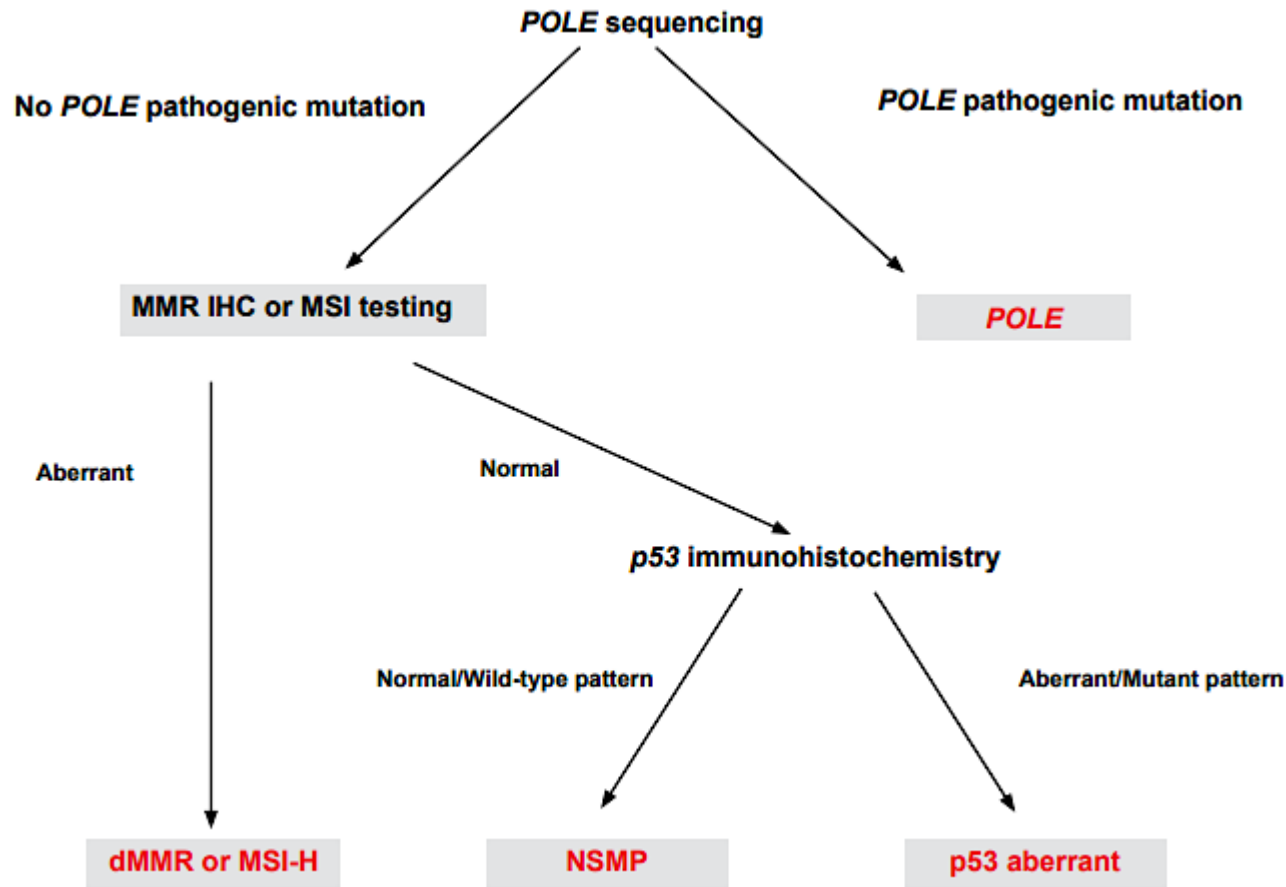 POLE sequencing
No POLE pathogenic mutation
POLE pathogenic mutation
MMR IHC or MSI testing
POLE
Aberrant
Normal
p53 immunohistochemistry
Normal/Wild-type pattern
Aberrant/Mutant pattern
dMMR or MSI-H
NSMP
p53 aberrant